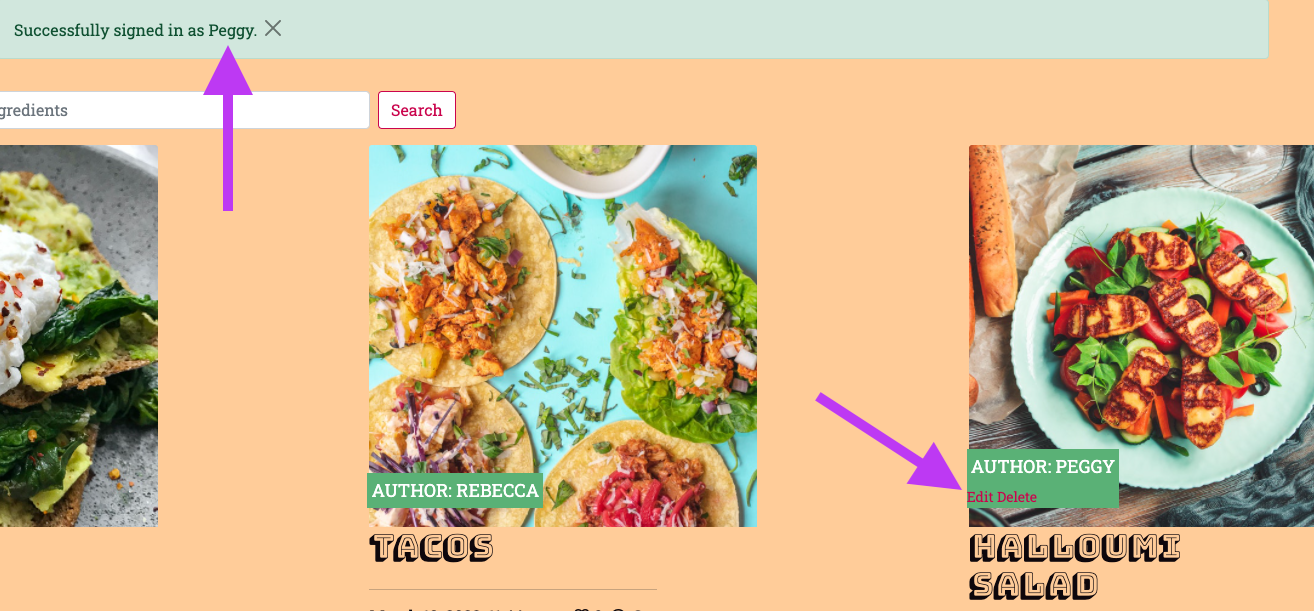 Successfully signed in as Peggy.
gredients
Search
AUTHOR: REBECCA
AUTHOR: PEGGY
Edit Delete
TACOS
HALLOUMI
SALAD